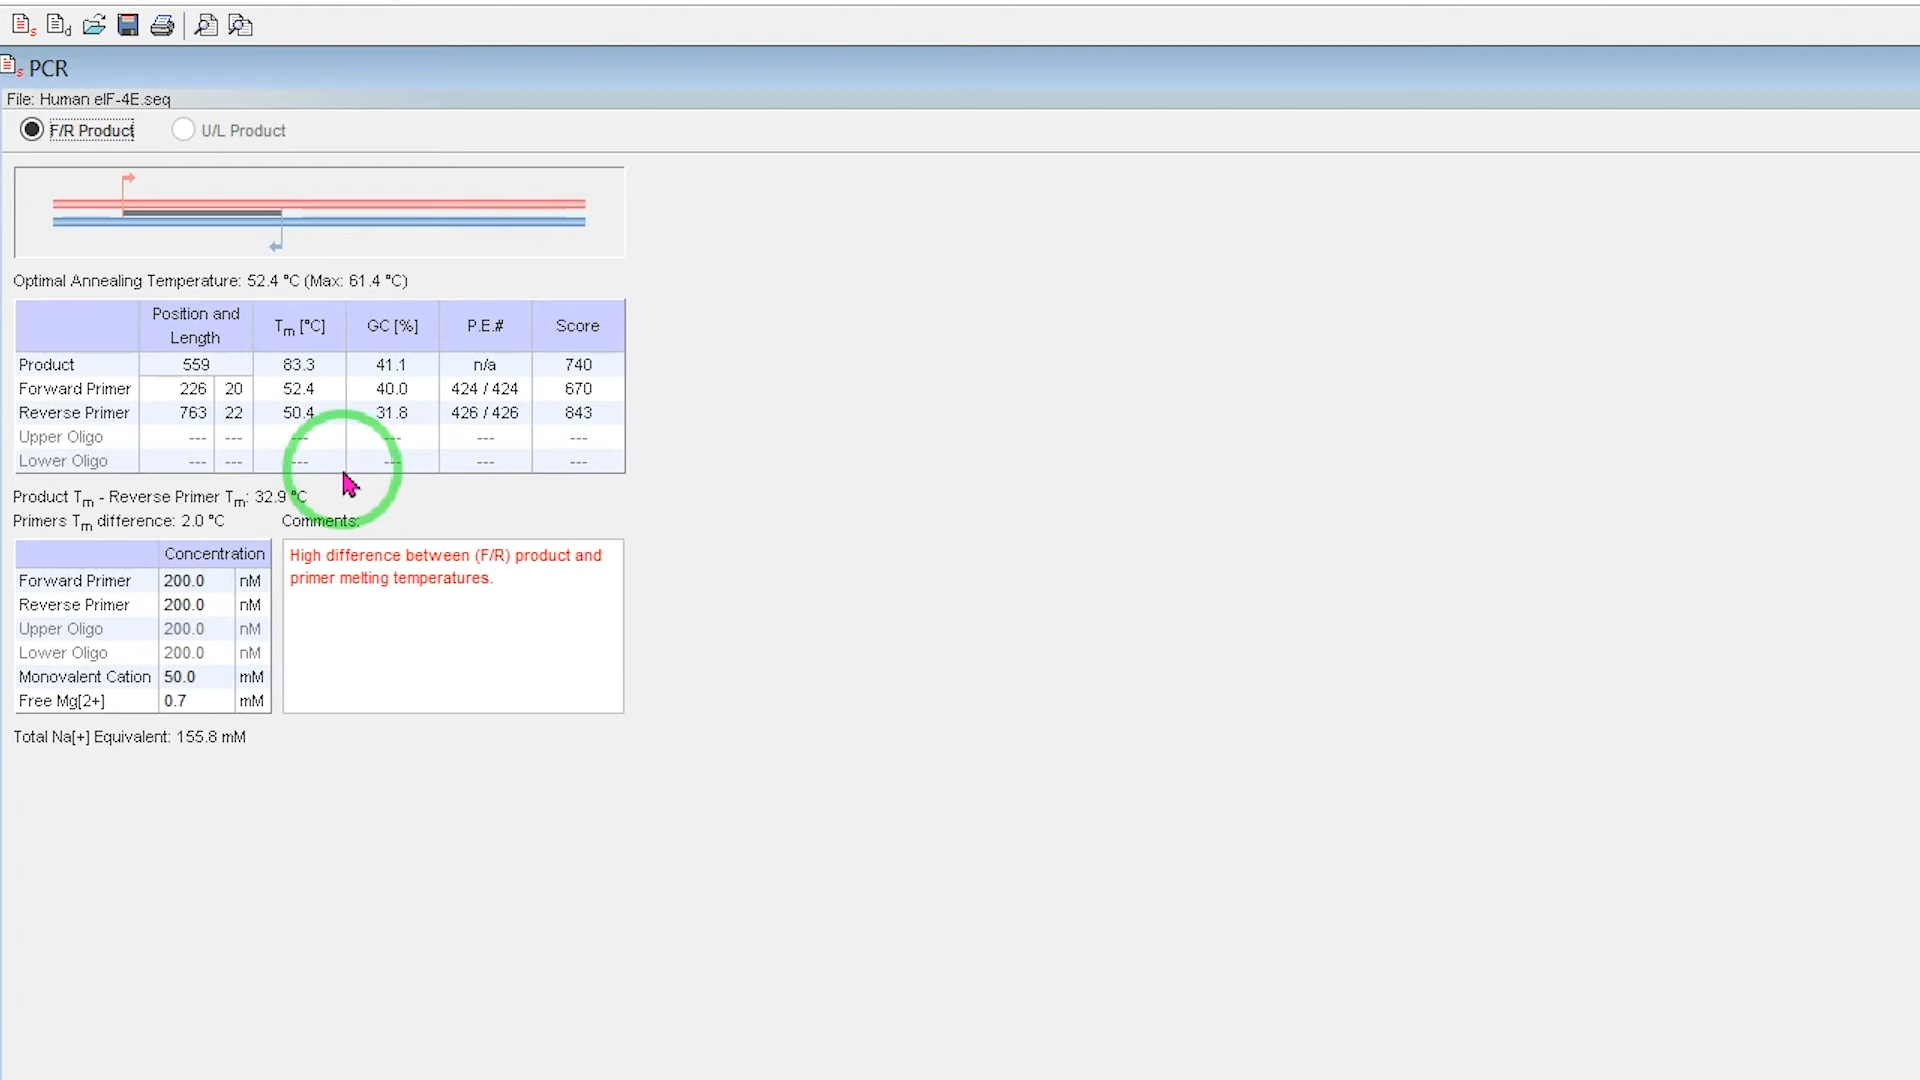 PCR
File: Human eIF-4E.seq
F/R Product U/L Product
Optimal Annealing Temperature: 52.4 °C (Max: 61.4 °C)
Position and Length Tm [°C] GC [%] P.E.# Score
Product 559 83.3 41.1 n/a 740
Forward Primer 226 20 52.4 40.0 424 / 424 670
Reverse Primer 763 22 50.4 31.8 426 / 426 843
Upper Oligo --- --- --- --- --- ---
Lower Oligo --- --- --- --- --- ---
Product Tm - Reverse Primer Tm: 32.9 °C
Primers Tm difference: 2.0 °C Comments:
Concentration
Forward Primer 200.0 nM
Reverse Primer 200.0 nM
Upper Oligo 200.0 nM
Lower Oligo 200.0 nM
Monovalent Cation 50.0 mM
Free Mg[2+] 0.7 mM
High difference between (F/R) product and
primer melting temperatures.
Total Na[+] Equivalent: 155.8 mM